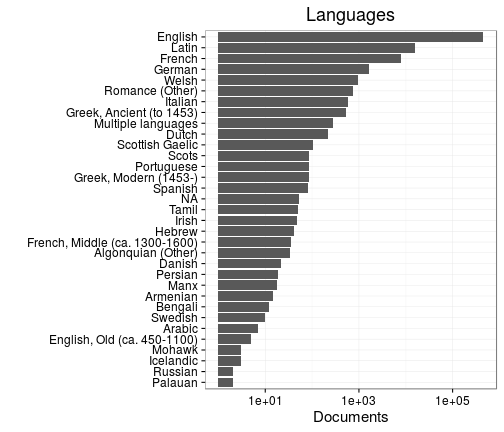 Languages
English
Latin
French
German
Welsh
Romance (Other)
Italian
Greek, Ancient (to 1453)
Multiple languages
Dutch
Scottish Gaelic
Scots
Portuguese
Greek, Modern (1453-)
Spanish
NA
Tamil
Irish
Hebrew
French, Middle (ca. 1300-1600)
Algonquian (Other)
Danish
Persian
Manx
Armenian
Bengali
Swedish
Arabic
English, Old (ca. 450-1100)
Mohawk
Icelandic
Russian
Palauan
1e+01 1e+03 1e+05
Documents